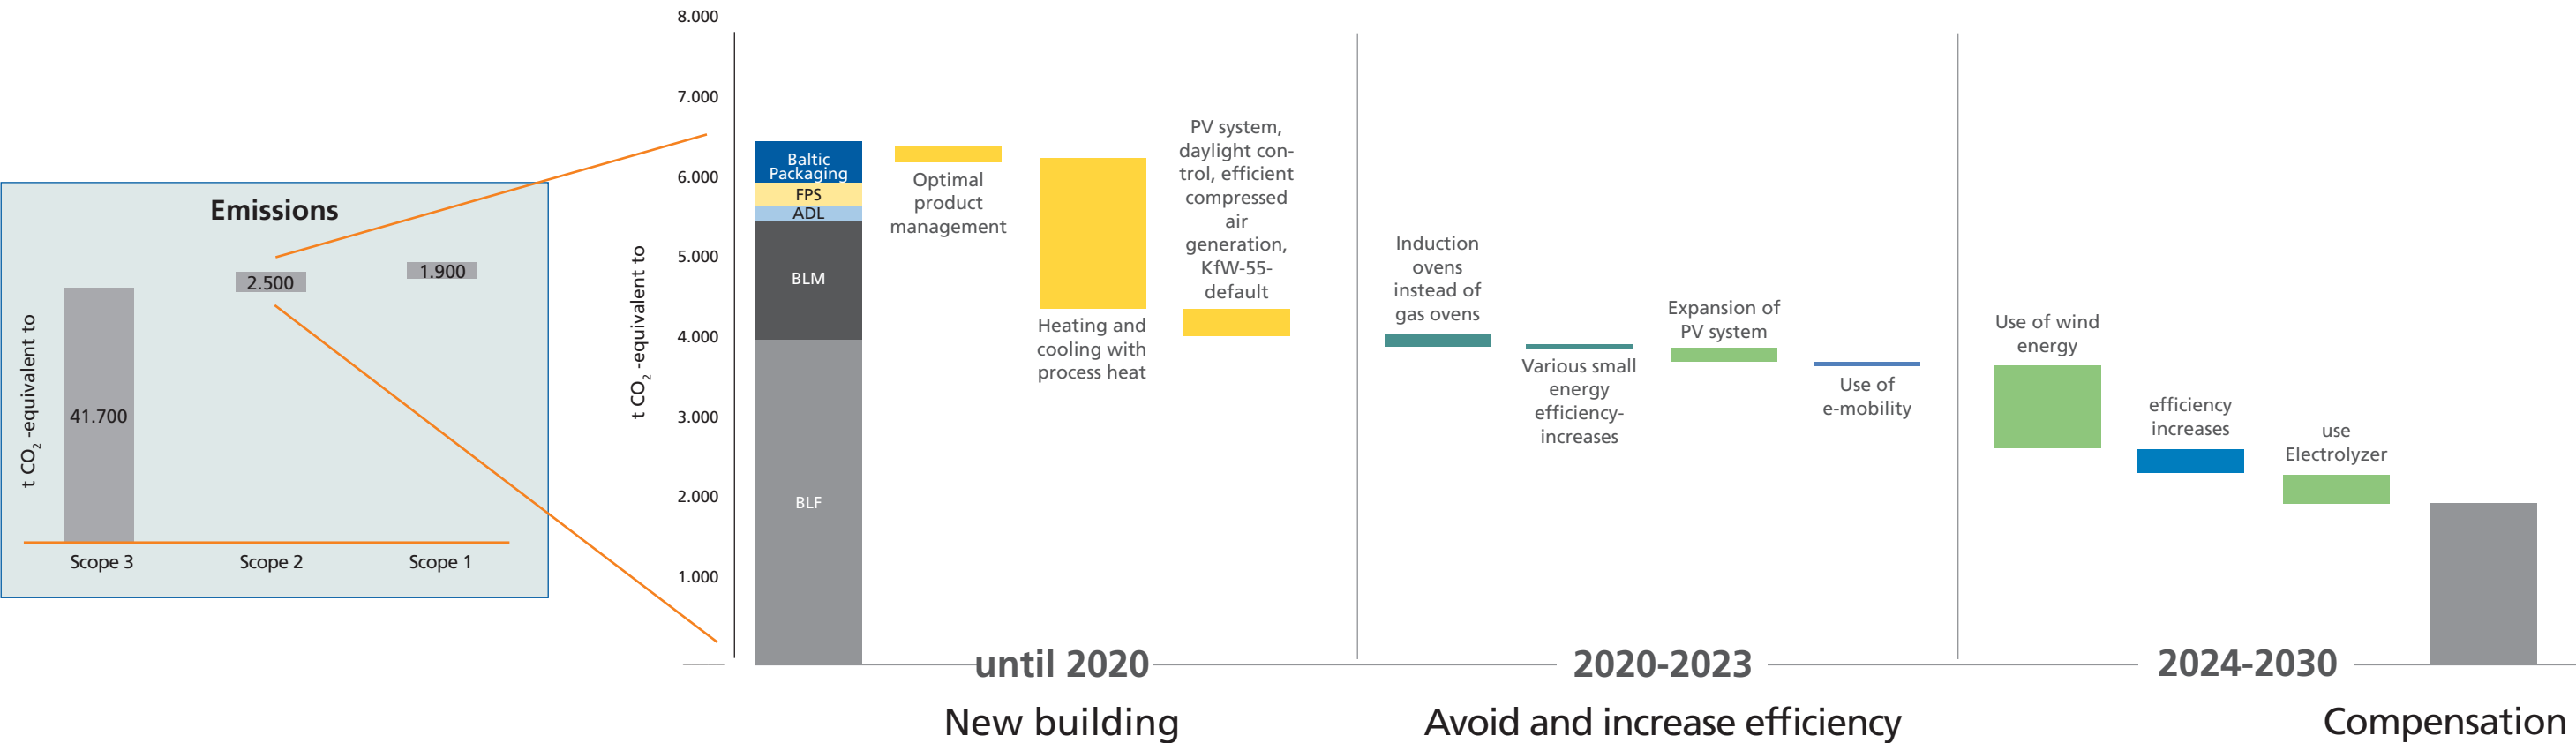 Emissions
t CO2 -equivalent to
41.700
2.500
1.900
Scope 3
Scope 2
Scope 1
t CO2 -equivalent to
8.000
7.000
6.000
5.000
4.000
3.000
2.000
1.000
Baltic
Packaging
FPS
ADL
BLM
BLF
Optimal
product
management
Heating and
cooling with
process heat
PV system,
daylight con-
trol, efficient
compressed
air
generation,
KfW-55-
default
Induction
ovens
instead of
gas ovens
Various small
energy
efficiency-
increases
Expansion of
PV system
Use of
e-mobility
Use of wind
energy
efficiency
increases
use
Electrolyzer
until 2020
2020-2023
2024-2030
New building
Avoid and increase efficiency
Compensation